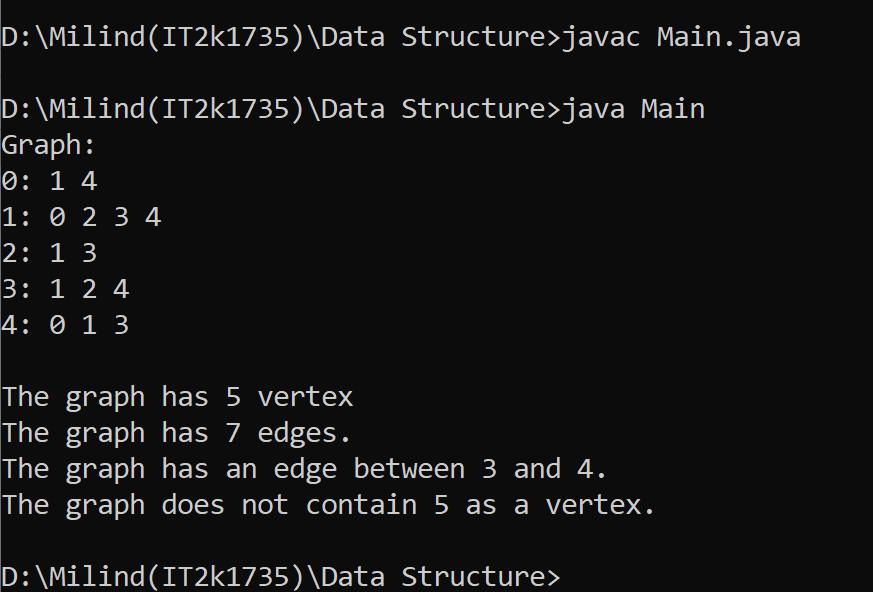 D:\Milind(IT2k1735)\Data Structure>javac Main.java
D:\Milind(IT2k1735)\Data Structure>java Main
Graph:
0: 1 4
1: 0 2 3 4
2: 1 3
3: 1 2 4
4: 0 1 3
The graph has 5 vertex
The graph has 7 edges.
The graph has an edge between 3 and 4.
The graph does not contain 5 as a vertex.
D:\Milind(IT2k1735)\Data Structure>